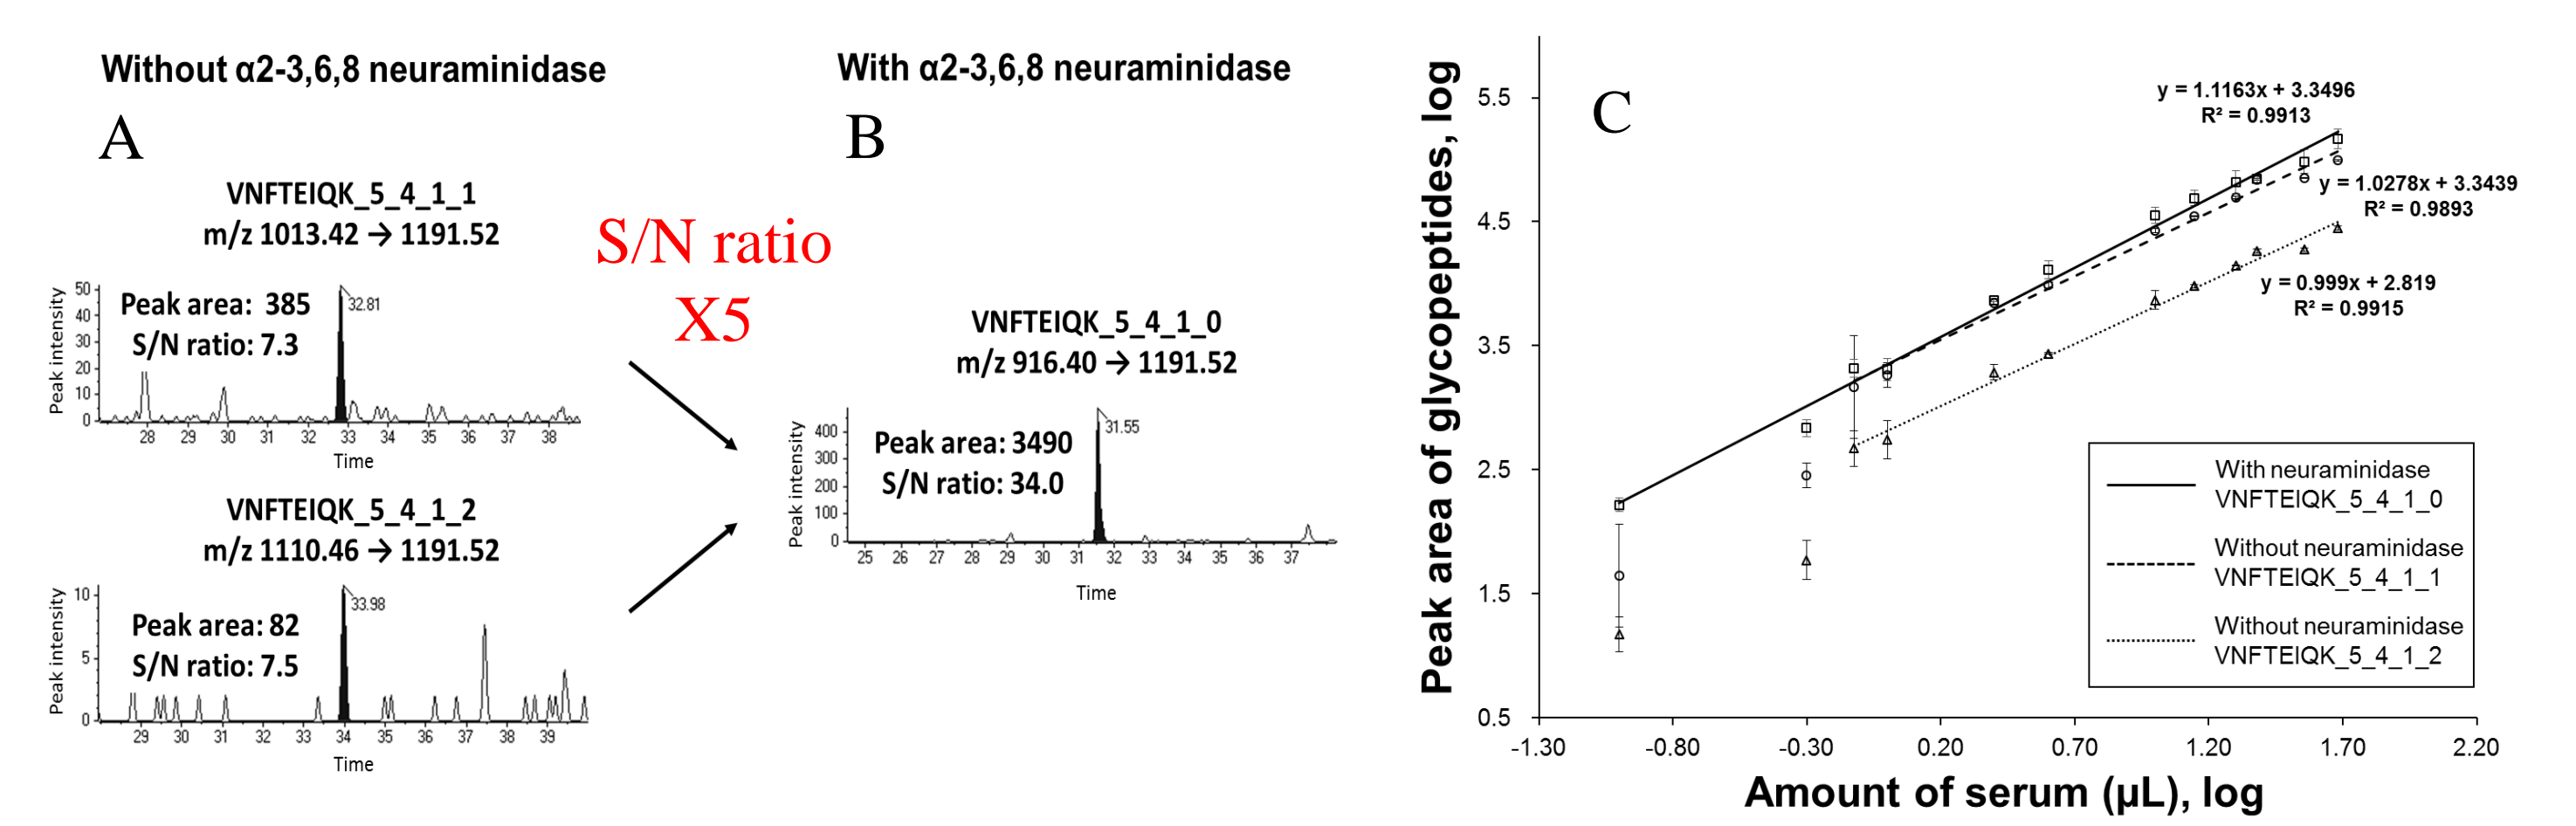 Without α2-3,6,8 neuraminidase
With α2-3,6,8 neuraminidase
A
VNFTEIQK_5_4_1_1
m/z 1013.42 → 1191.52
Peak intensity
50
40
30
20
10
0
Peak area: 385
S/N ratio: 7.3
32.81
28 29 30 31 32 33 34 35 36 37 38
Time
VNFTEIQK_5_4_1_2
m/z 1110.46 → 1191.52
Peak intensity
10
5
0
Peak area: 82
S/N ratio: 7.5
33.98
29 30 31 32 33 34 35 36 37 38 39
Time
S/N ratio
X5
B
VNFTEIQK_5_4_1_0
m/z 916.40 → 1191.52
Peak intensity
400
300
200
100
0
Peak area: 3490
S/N ratio: 34.0
31.55
25 26 27 28 29 30 31 32 33 34 35 36 37
Time
C
Peak area of glycopeptides, log
5.5
4.5
3.5
2.5
1.5
0.5
y = 1.1163x + 3.3496
R² = 0.9913
y = 1.0278x + 3.3439
R² = 0.9893
y = 0.999x + 2.819
R² = 0.9915
With neuraminidase
VNFTEIQK_5_4_1_0
Without neuraminidase
VNFTEIQK_5_4_1_1
Without neuraminidase
VNFTEIQK_5_4_1_2
-1.30 -0.80 -0.30 0.20 0.70 1.20 1.70 2.20
Amount of serum (µL), log